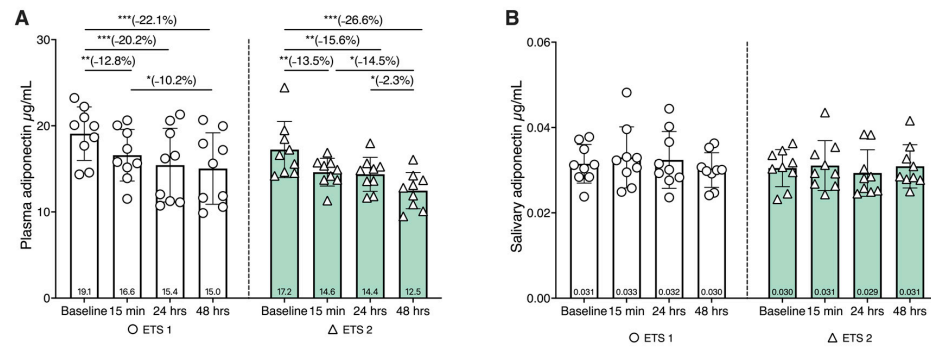 A
***(-22.1%)
***(-20.2%)
**(-12.8%)
*(-10.2%)
***(-26.6%)
**(-15.6%)
**(-13.5%)
*(-14.5%)
*(-2.3%)
Plasma adiponectin µg/mL
30
20
10
0
19.1 16.6 15.4 15.0 17.2 14.6 14.4 12.5
Baseline 15 min 24 hrs 48 hrs Baseline 15 min 24 hrs 48 hrs
ETS 1 ETS 2
B
Salivary adiponectin µg/mL
0.06
0.04
0.02
0.00
0.031 0.033 0.032 0.030 0.030 0.031 0.029 0.031
Baseline 15 min 24 hrs 48 hrs Baseline 15 min 24 hrs 48 hrs
ETS 1 ETS 2